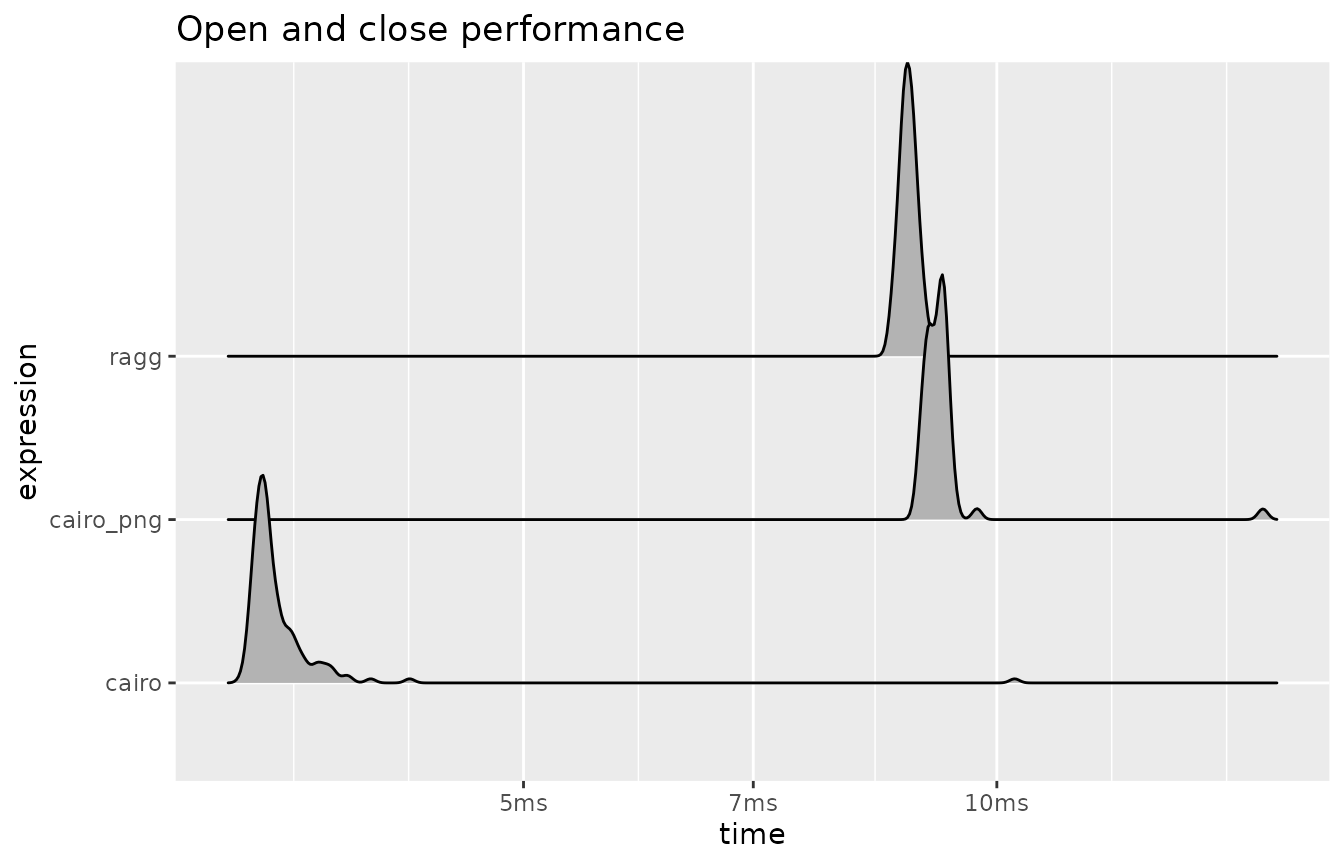 Open and close performance
expression
ragg
cairo_png
cairo
5ms
7ms
10ms
time